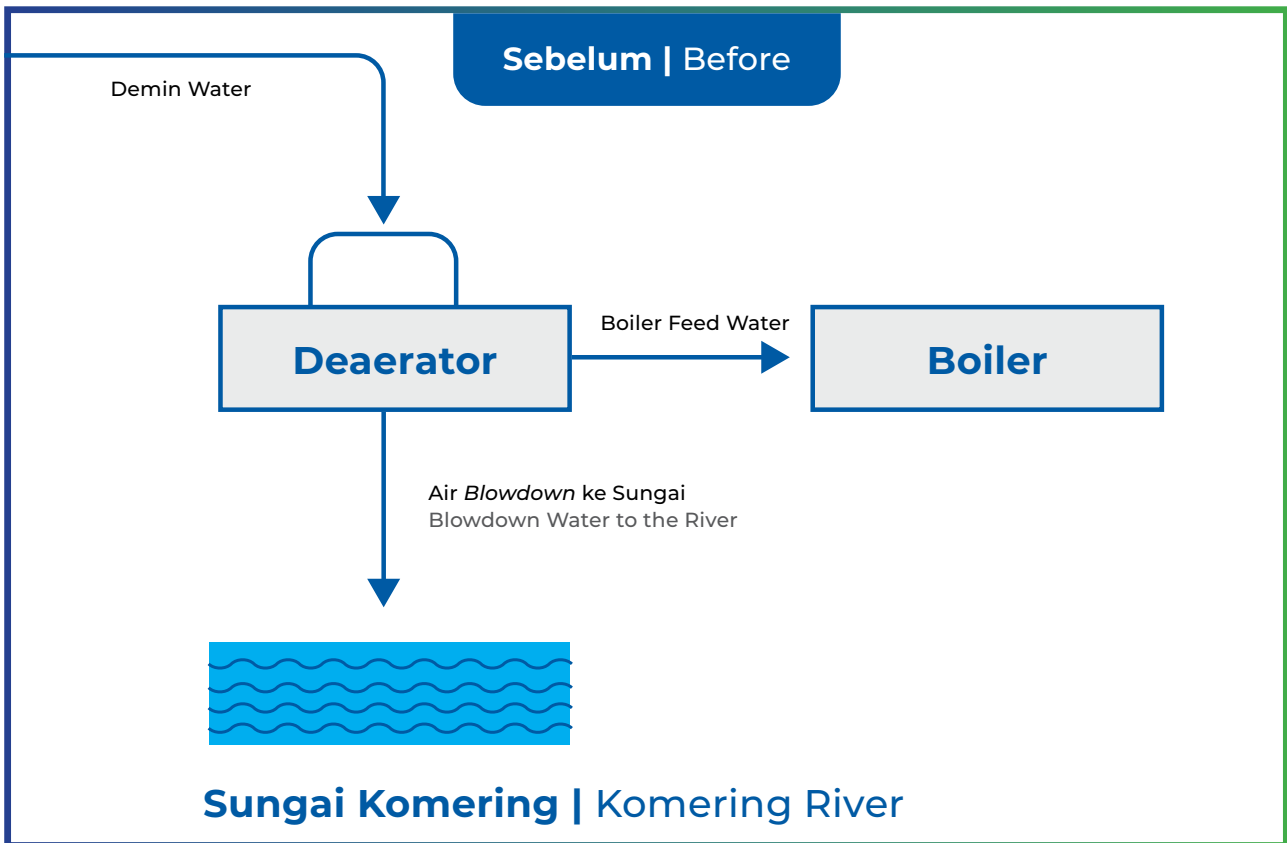 Sebelum | Before
Demin Water
Boiler Feed Water
Deaerator
Boiler
Air Blowdown ke Sungai
Blowdown Water to the River
Sungai Komering | Komering River